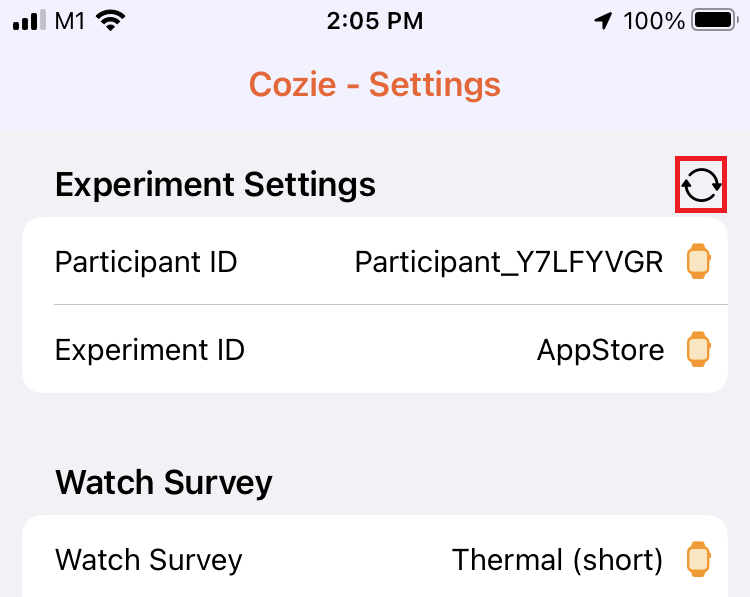 M1 2:05 PM 100%
Cozie - Settings
Experiment Settings
Participant ID Participant_Y7LFYVGR
Experiment ID AppStore
Watch Survey
Watch Survey Thermal (short)